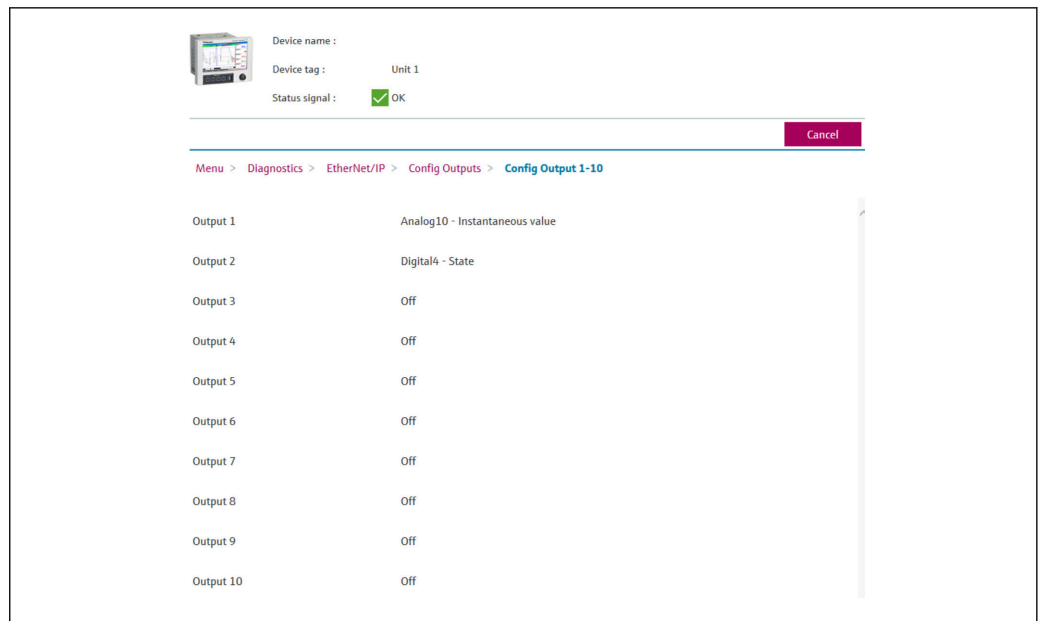 Device name :
Device tag : Unit 1
Status signal : OK
Cancel
Menu > Diagnostics > EtherNet/IP > Config Outputs > Config Output 1-10
Output 1 Analog10 - Instantaneous value
Output 2 Digital4 - State
Output 3 Off
Output 4 Off
Output 5 Off
Output 6 Off
Output 7 Off
Output 8 Off
Output 9 Off
Output 10 Off